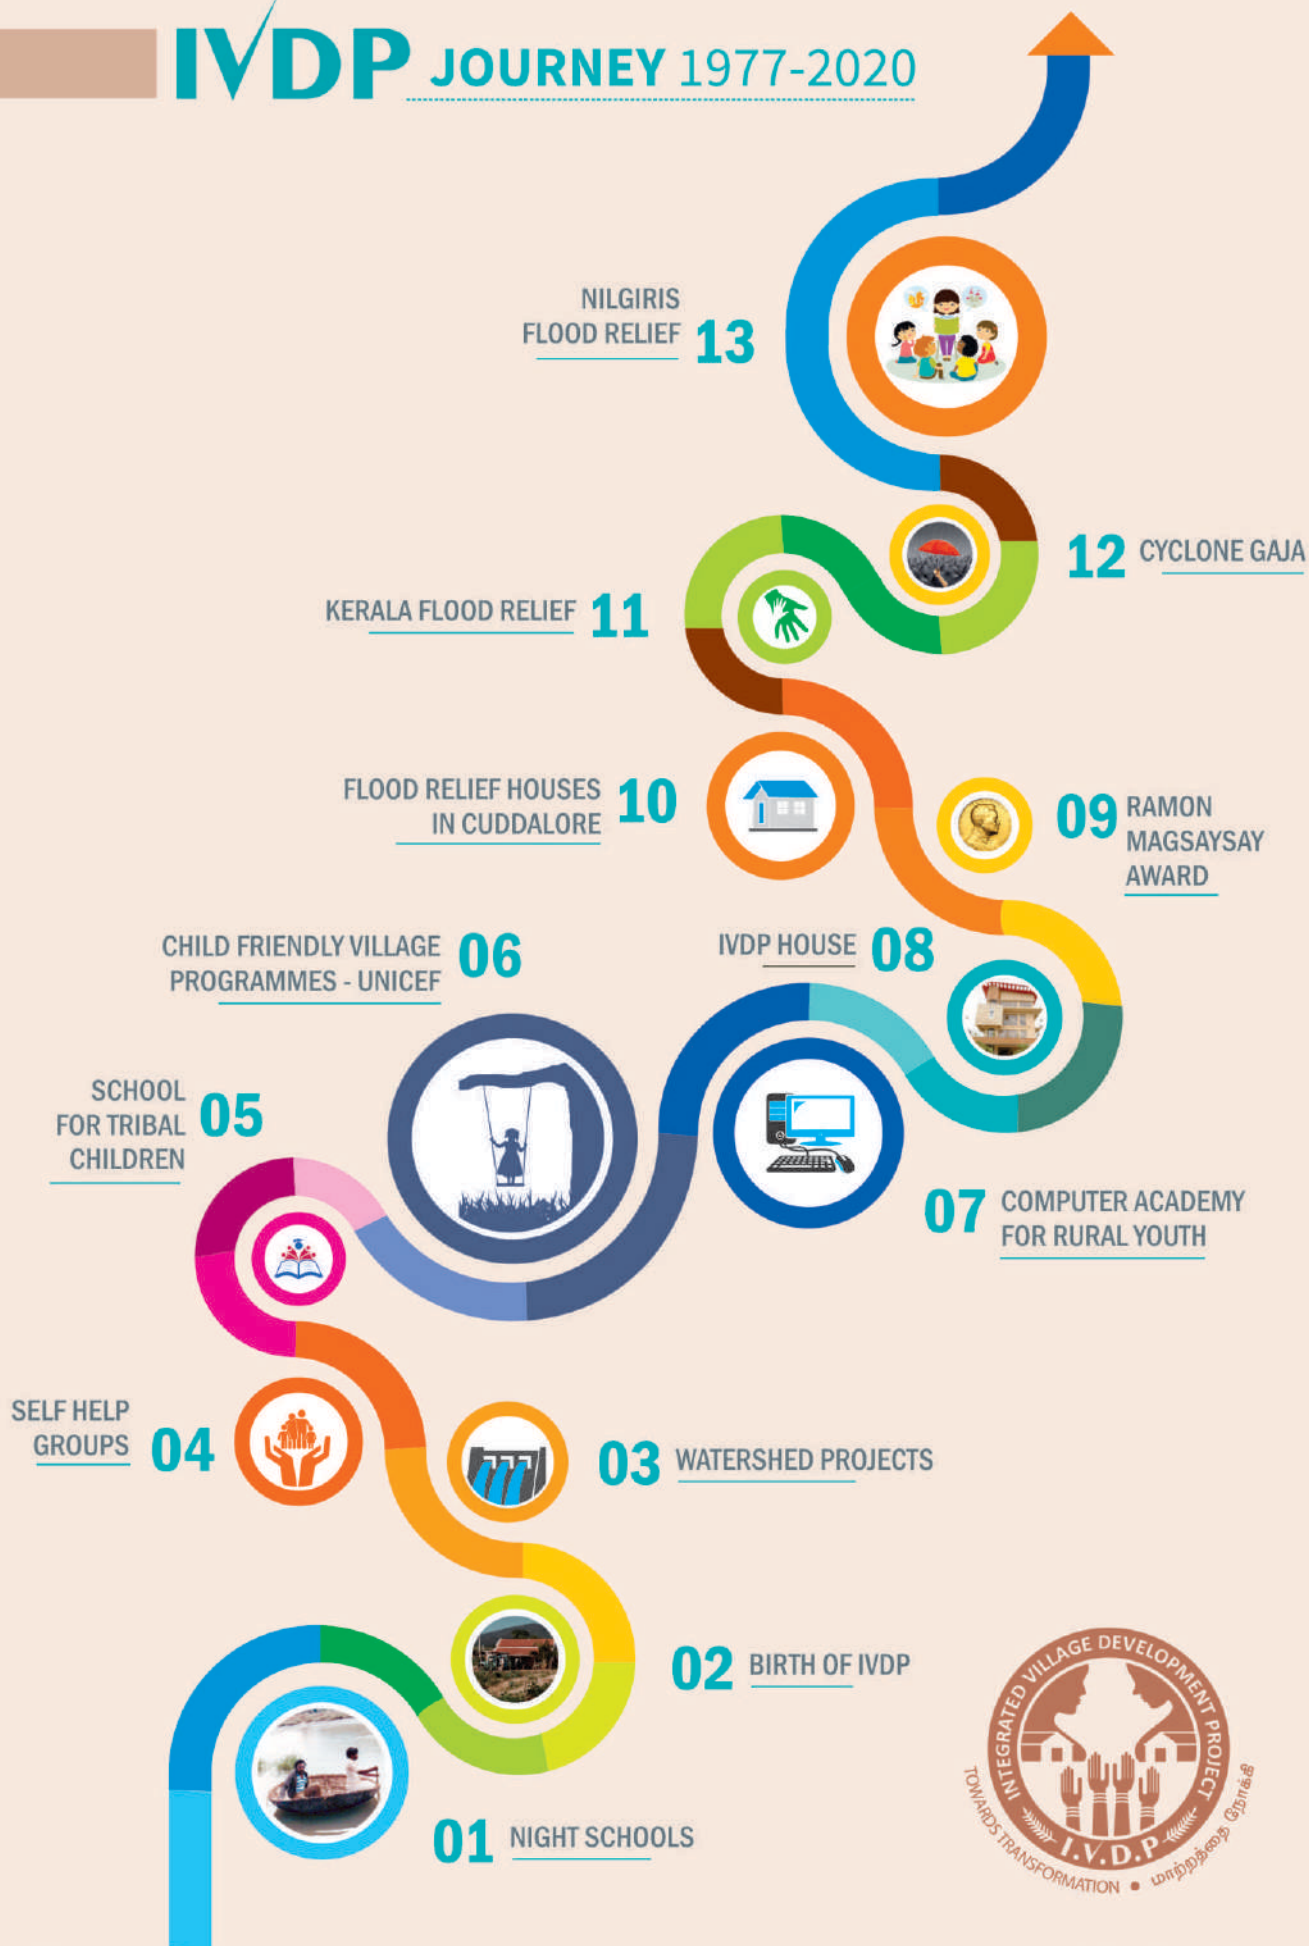 IVDP JOURNEY 1977-2020
NILGIRIS
FLOOD RELIEF 13
12 CYCLONE GAJA
KERALA FLOOD RELIEF 11
FLOOD RELIEF HOUSES
IN CUDDALORE
10
09 RAMON
MAGSAYSAY
AWARD
CHILD FRIENDLY VILLAGE
PROGRAMMES - UNICEF
06
IVDP HOUSE 08
SCHOOL
FOR TRIBAL
CHILDREN
05
07 COMPUTER ACADEMY
FOR RURAL YOUTH
SELF HELP
GROUPS 04
03 WATERSHED PROJECTS
02 BIRTH OF IVDP
01 NIGHT SCHOOLS
INTEGRATED VILLAGE DEVELOPMENT PROJECT
I.V.D.P
TOWARDS TRANSFORMATION • மாற்றத்தை நோக்கி